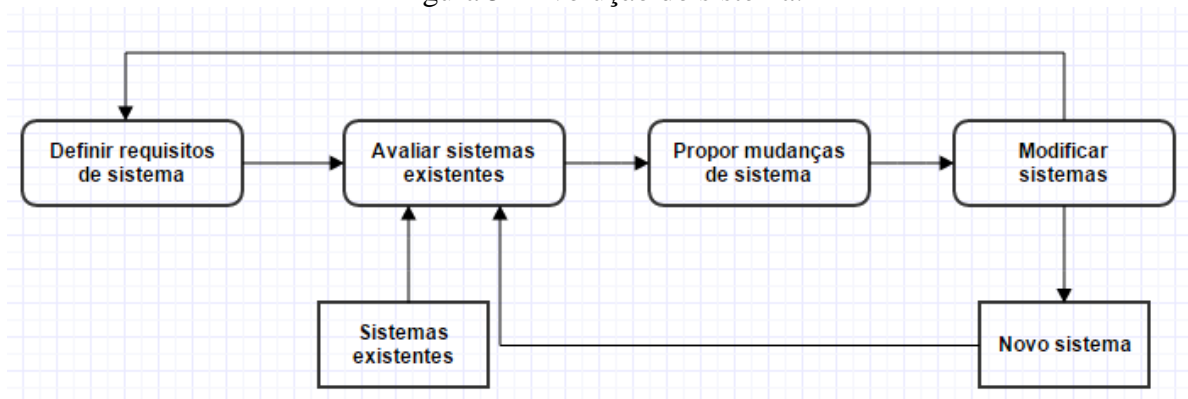 Definir requisitos
de sistema
Avaliar sistemas
existentes
Propor mudanças
de sistema
Modificar
sistemas
Sistemas
existentes
Novo sistema